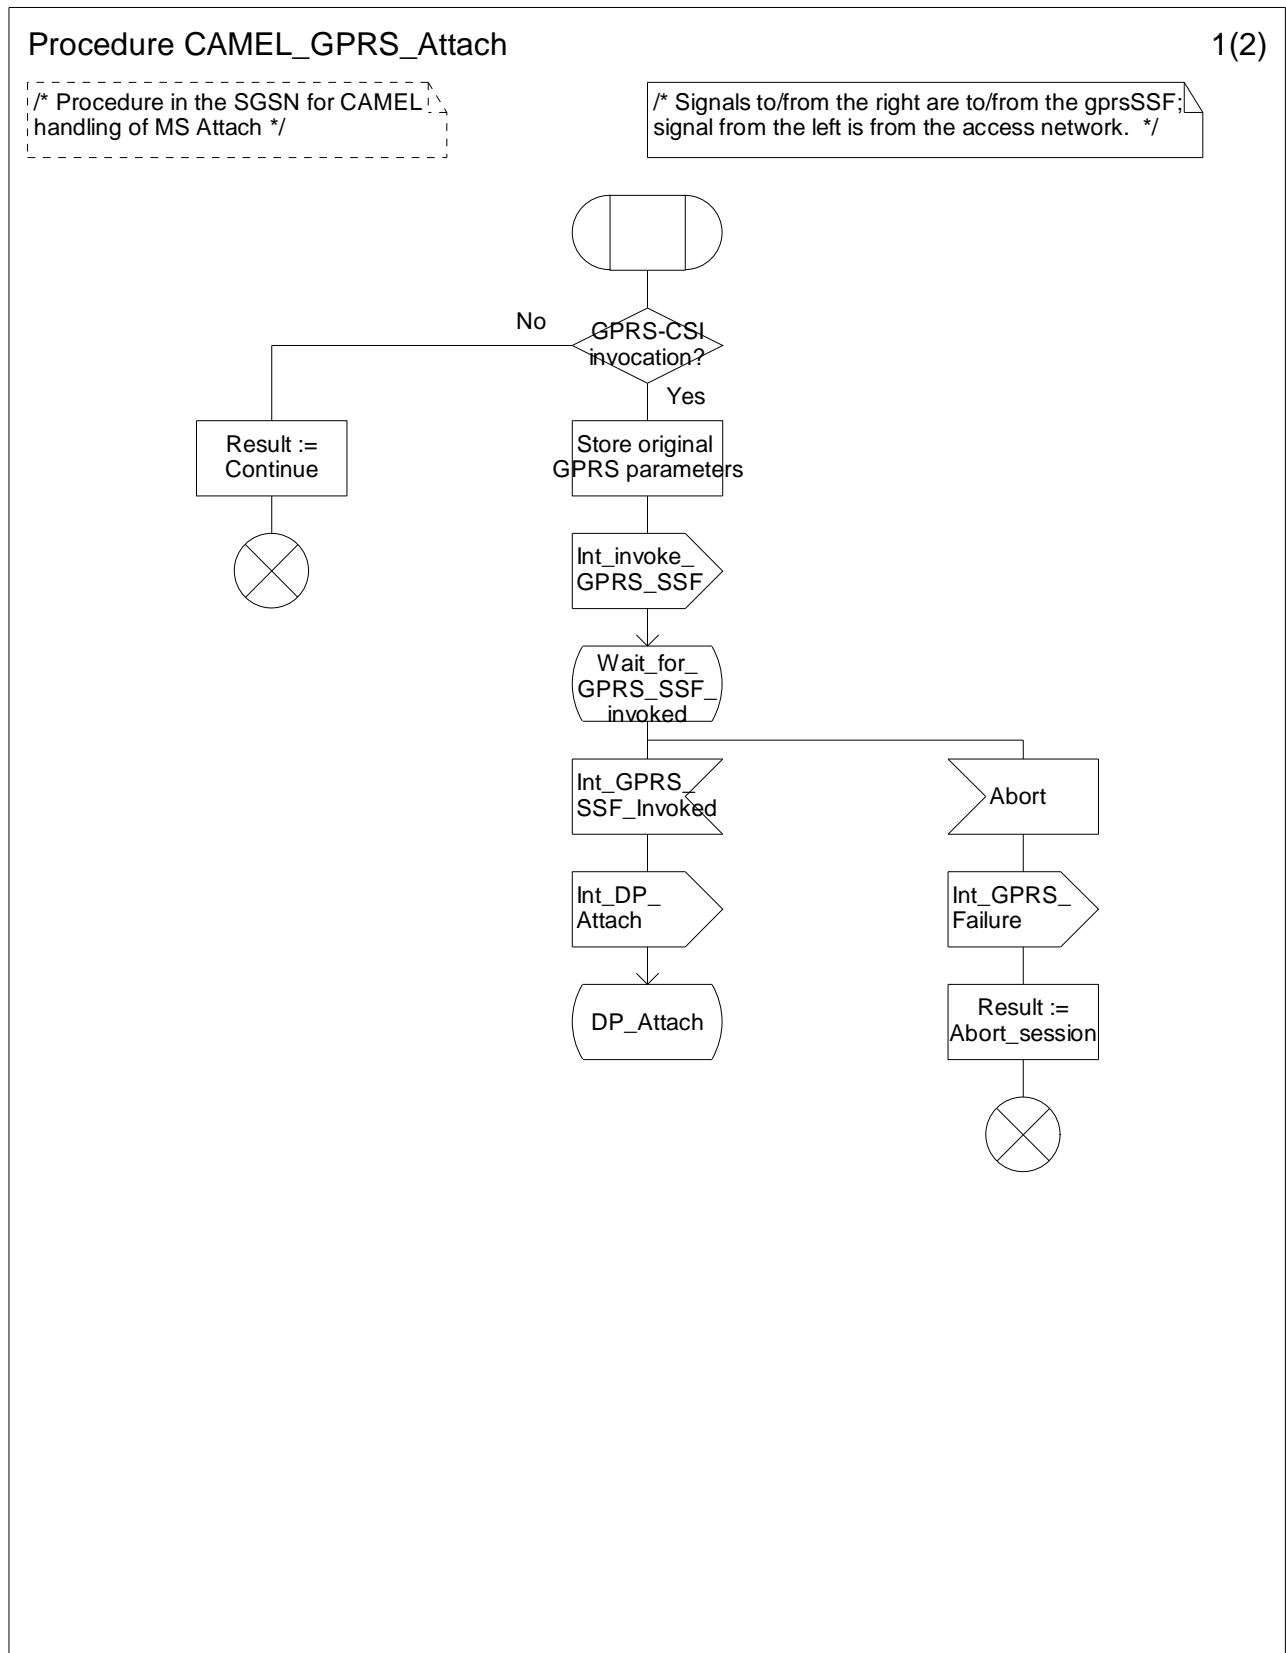 Procedure CAMEL_GPRS_Attach
1(2)
/* Procedure in the SGSN for CAMEL
handling of MS Attach */
/* Signals to/from the right are to/from the gprsSSF;
signal from the left is from the access network.  */
GPRS-CSI
invocation?
No
Yes
Result :=
Continue
Store original
GPRS parameters
Int_invoke_
GPRS_SSF
Wait_for_
GPRS_SSF_
invoked
Int_GPRS_
SSF_Invoked
Abort
Int_DP_
Attach
Int_GPRS_
Failure
DP_Attach
Result :=
Abort_session